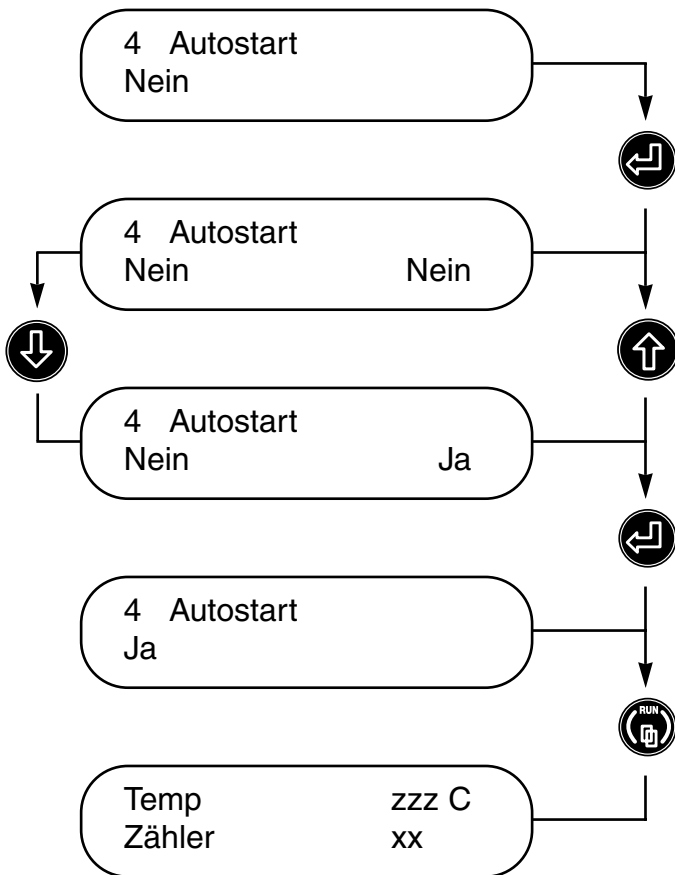 4 Autostart
Nein
4 Autostart
Nein Nein
4 Autostart
Nein Ja
4 Autostart
Ja
RUN
Temp zzz C
Zähler xx